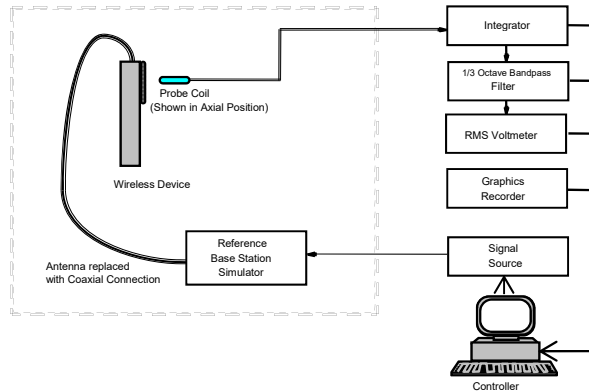 Integrator
1/3 Octave Bandpass
Filter
RMS Voltmeter
Graphics
Recorder
Signal
Source
Controller
Probe Coil
(Shown in Axial Position)
Wireless Device
Reference
Base Station
Simulator
Antenna replaced
with Coaxial Connection